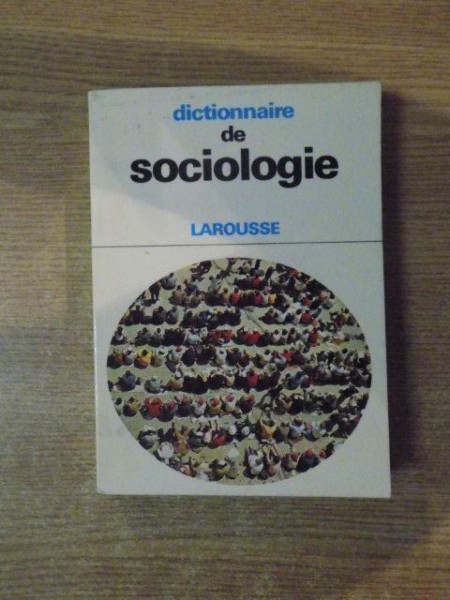 dictionnaire
de
sociologie
LAROUSSE